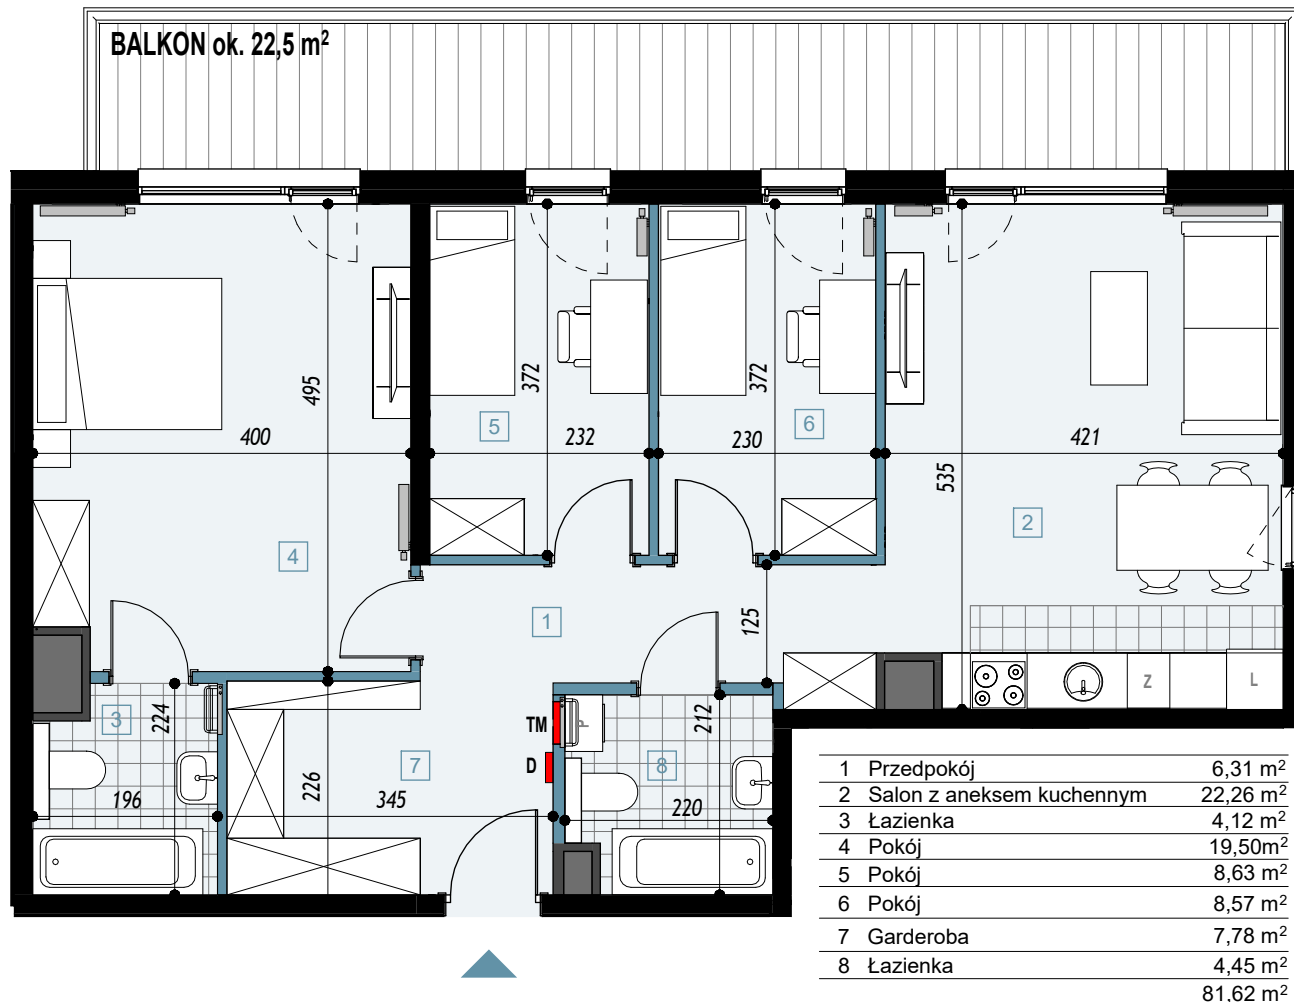 BALKON ok. 22,5 m²
495
400
4
372
5
232
372
6
230
421
535
2
1
125
Z
L
3
224
196
226
7
345
TM
D
P
212
8
220
1 Przedpokój 6,31 m²
2 Salon z aneksem kuchennym 22,26 m²
3 Łazienka 4,12 m²
4 Pokój 19,50m²
5 Pokój 8,63 m²
6 Pokój 8,57 m²
7 Garderoba 7,78 m²
8 Łazienka 4,45 m²
81,62 m²